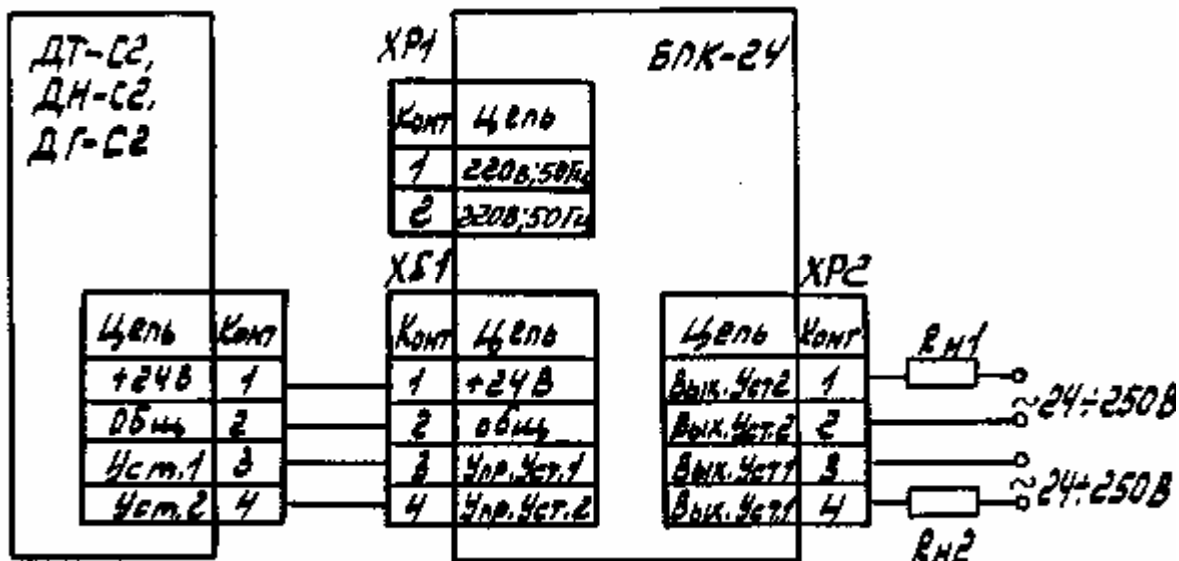 ДТ-С2,
ДН-С2,
ДГ-С2
БПК-24
ХР1
Конт Цепь
1 220В;50Гц
2 220В;50Гц
ХS1
Конт Цепь
1 +24В
2 общ
3 Упр.Уст.1
4 Упр.Уст.2
Цепь Конт
+24В 1
Общ 2
Уст.1 3
Уст.2 4
ХР2
Цепь Конт
Вых.Уст2 1
Вых.Уст.2 2
Вых.Уст1 3
Вых.Уст1 4
Rн1
~24÷250В
~24÷250В
Rн2